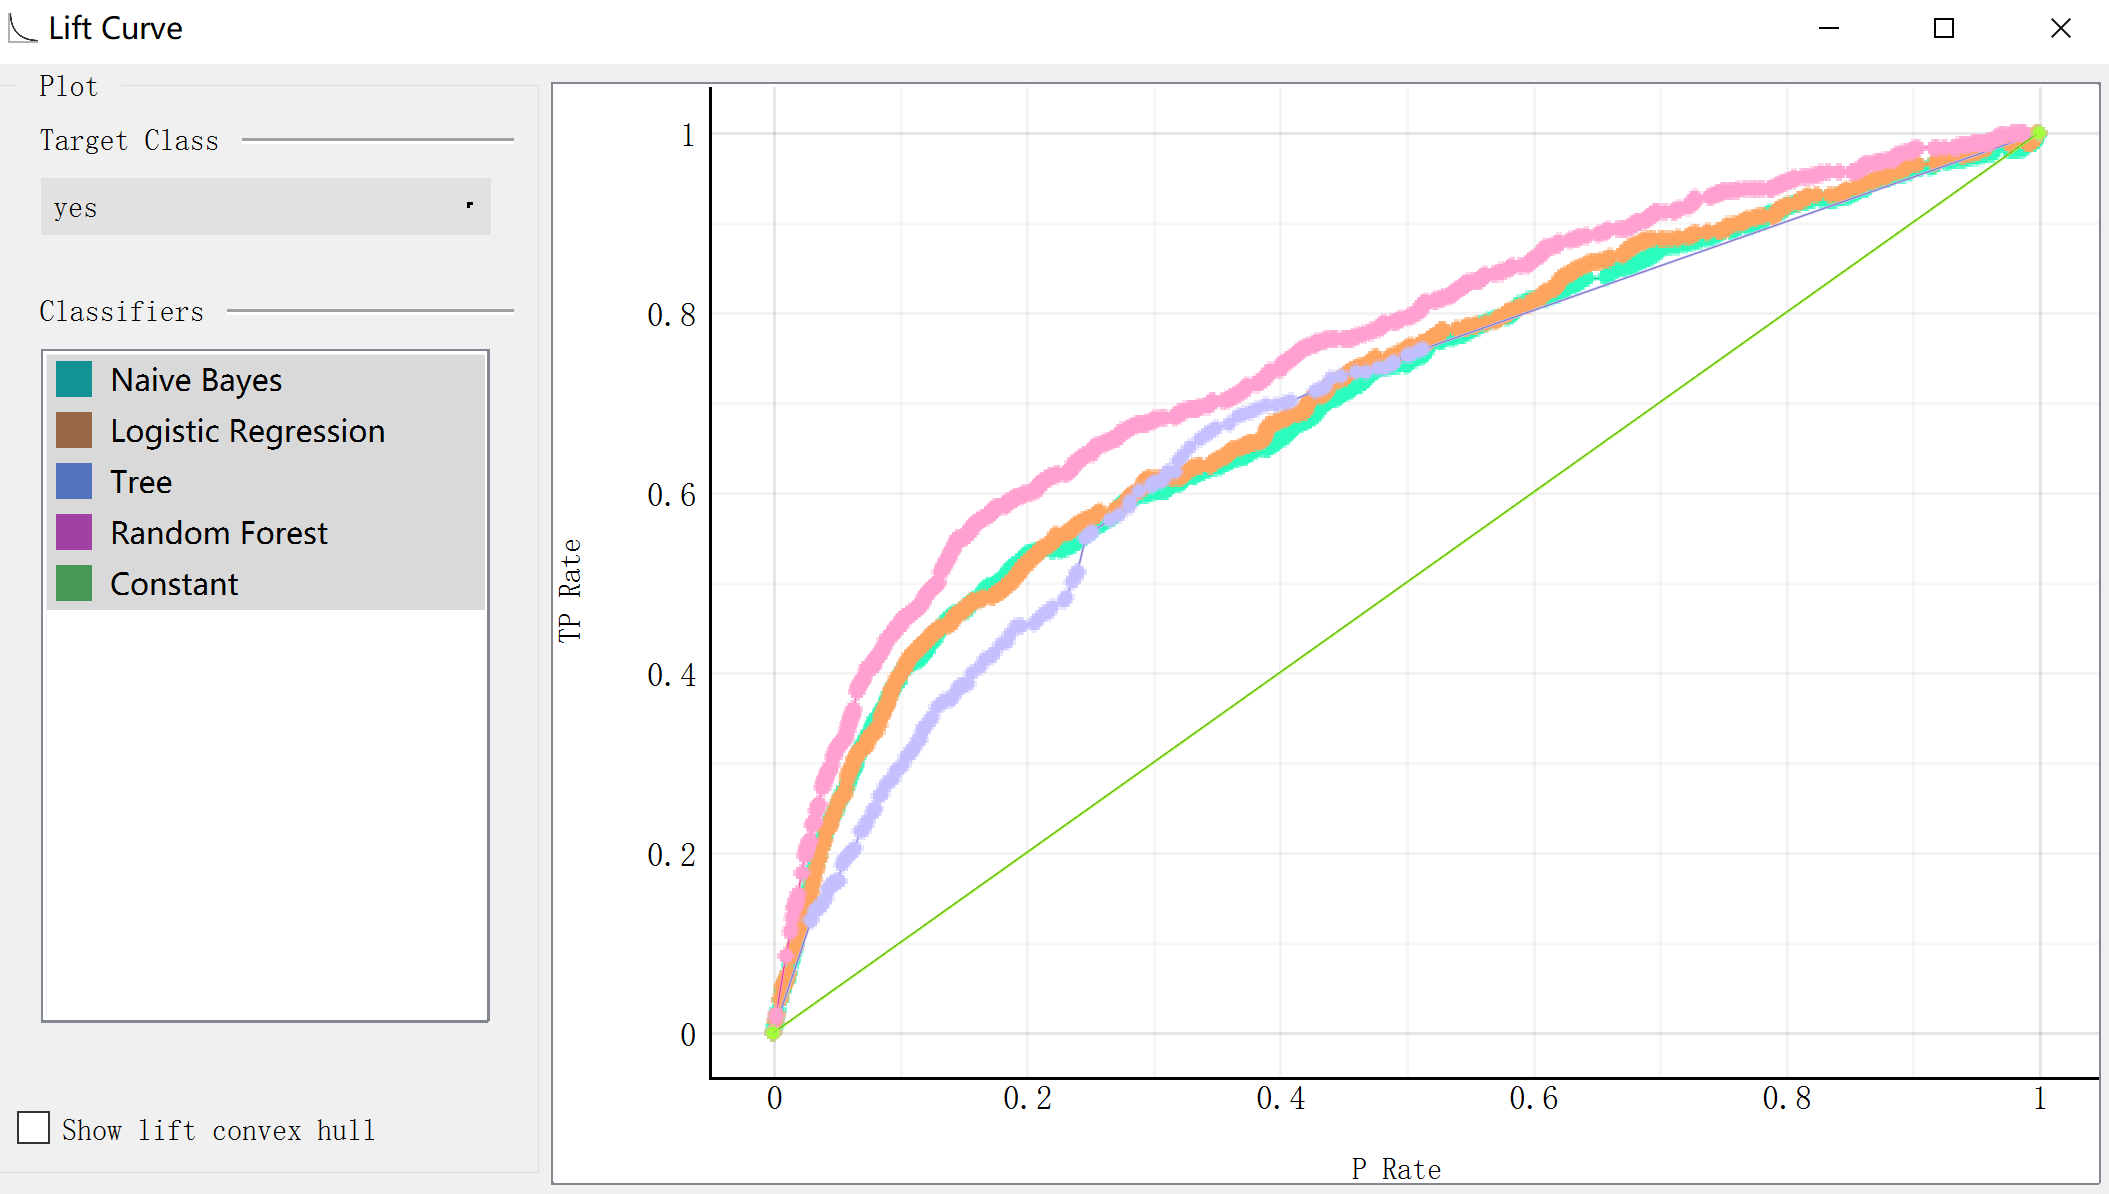 Lift Curve
Plot
Target Class
yes
Classifiers
Naive Bayes
Logistic Regression
Tree
Random Forest
Constant
Show lift convex hull
TP Rate
1
0.8
0.6
0.4
0.2
0
0 0.2 0.4 0.6 0.8 1
P Rate